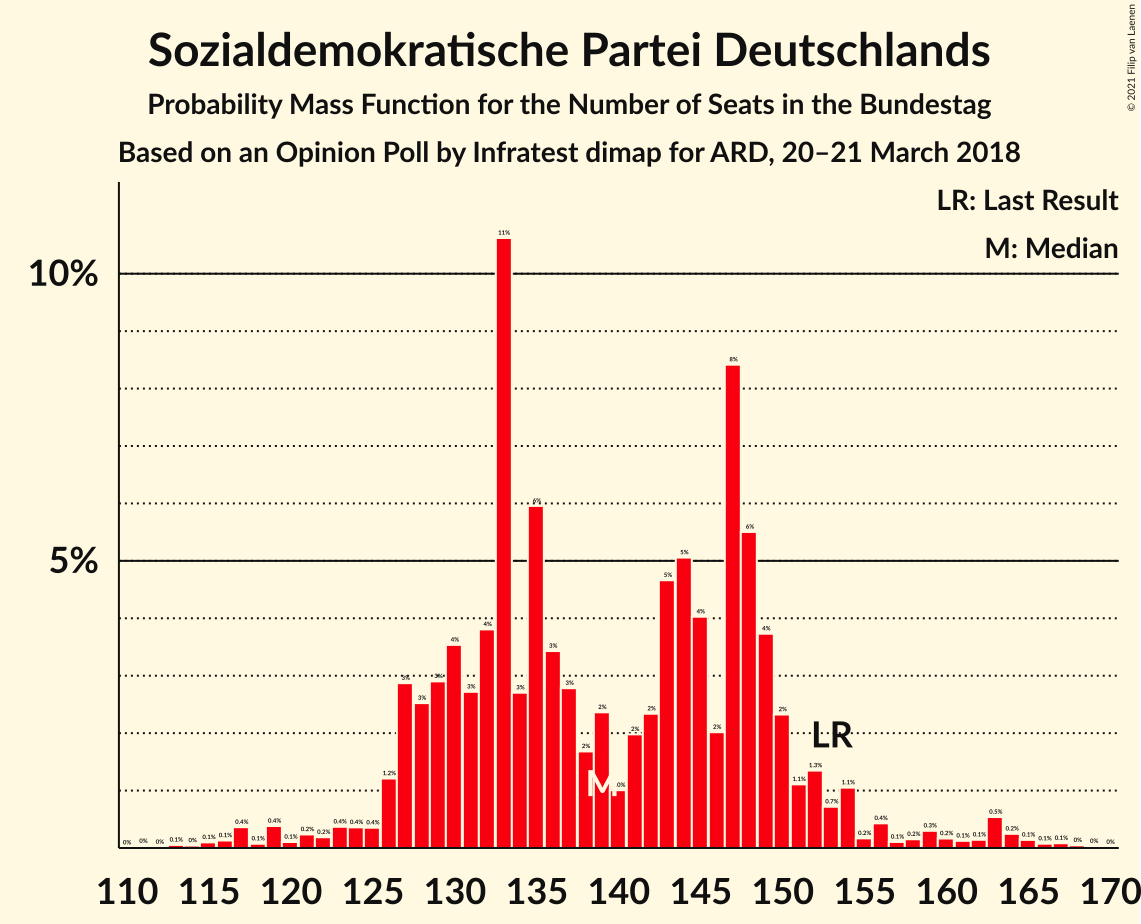 Sozialdemokratische Partei Deutschlands
Probability Mass Function for the Number of Seats in the Bundestag
Based on an Opinion Poll by Infratest dimap for ARD, 20–21 March 2018
© 2021 Filip van Laenen
LR: Last Result
M: Median
10%
5%
0% 0% 0% 0.1% 0% 0.1% 0.1% 0.4% 0.1% 0.4% 0.1% 0.2% 0.2% 0.4% 0.4% 0.4% 1.2% 3% 3% 3% 4% 3% 4% 11% 3% 6% 3% 3% 2% 2% 2% 2% 5% 5% 4% 2% 8% 6% 4% 2% 1.1% 1.3% 0.7% 1.1% 0.2% 0.4% 0.1% 0.2% 0.3% 0.2% 0.1% 0.1% 0.5% 0.2% 0.1% 0.1% 0.1% 0% 0% 0%
LR
M
110 115 120 125 130 135 140 145 150 155 160 165 170